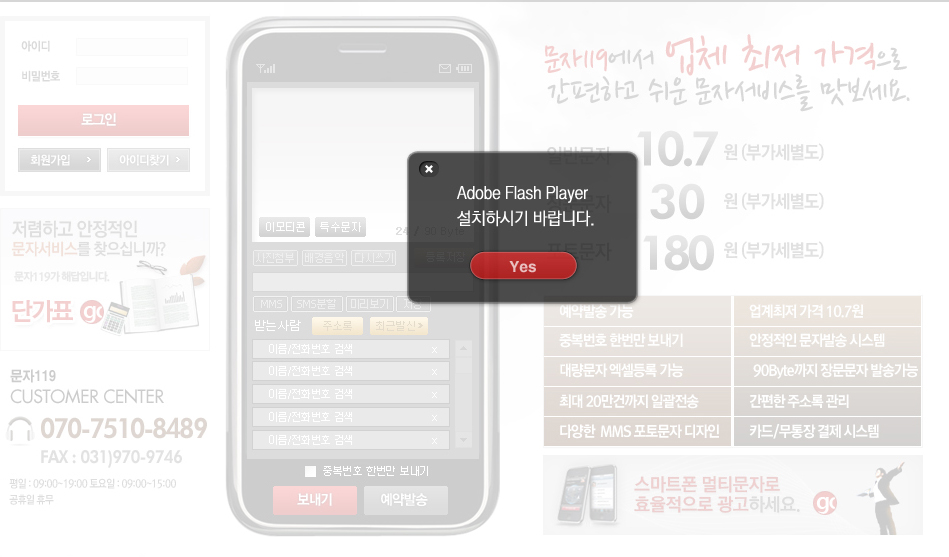 아이디
비밀번호
로그인
회원가입
아이디찾기
저렴하고 안정적인
문자서비스를 찾으십니까?
문자119가 해답입니다.
단가표 go
문자119
CUSTOMER CENTER
070-7510-8489
FAX : 031)970-9746
평일 : 09:00~19:00 토요일 : 09:00~15:00
공휴일 휴무
이모티콘 특수문자
사진첨부 배경음악 다시쓰기
MMS SMS분할 미리보기
받는사람 주소록 최근발신
이름/전화번호 검색 x
이름/전화번호 검색 x
이름/전화번호 검색 x
이름/전화번호 검색 x
이름/전화번호 검색 x
중복번호 한번만 보내기
보내기 예약발송
Adobe Flash Player
설치하시기 바랍니다.
Yes
문자119에서 업체 최저 가격으로
간편하고 쉬운 문자서비스를 맛보세요.
일반문자 10.7 원 (부가세별도)
30 원 (부가세별도)
포토문자 180 원 (부가세별도)
예약발송 가능 업계최저 가격 10.7원
중복번호 한번만 보내기 안정적인 문자발송 시스템
대량문자 엑셀등록 가능 90Byte까지 장문문자 발송가능
최대 20만건까지 일괄전송 간편한 주소록 관리
다양한 MMS 포토문자 디자인 카드/무통장 결제 시스템
스마트폰 멀티문자로
효율적으로 광고하세요. go